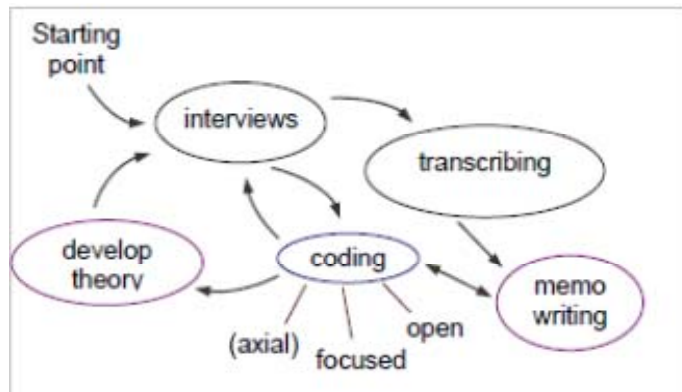 Starting
point
interviews
transcribing
develop
theory
coding
memo
writing
(axial)
focused
open